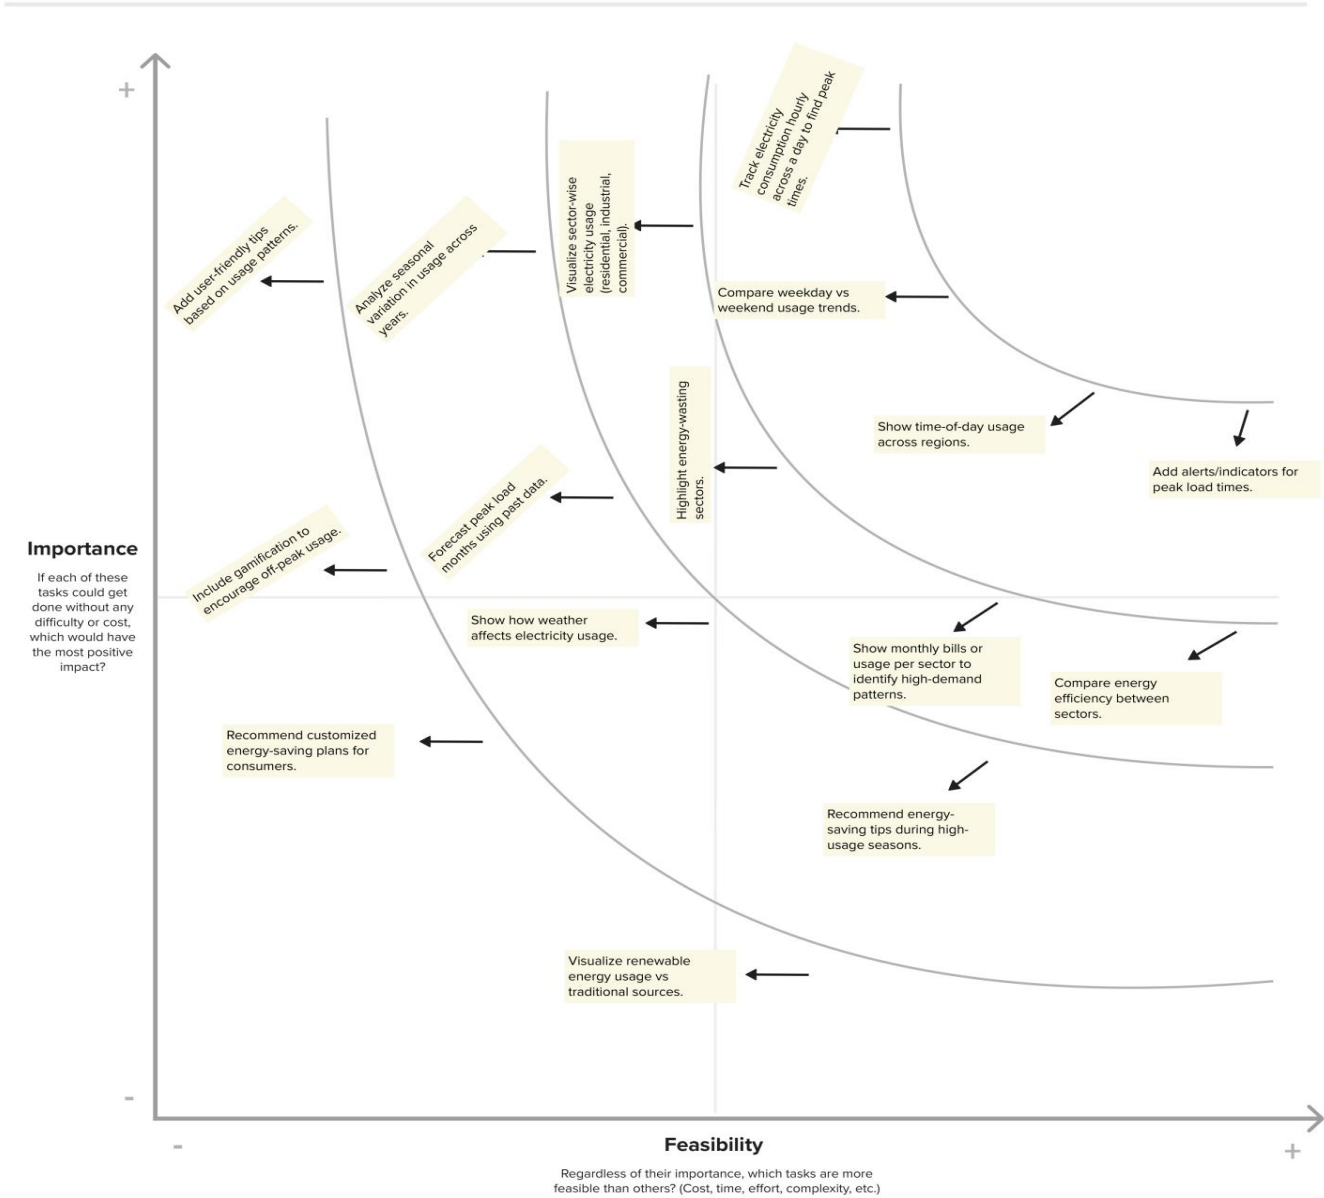 +
Track electricity
consumption hourly
across a day to find peak
times.
Visualize sector-wise
electricity usage
(residential, industrial,
commercial).
Add user-friendly tips
based on usage patterns.
Analyze seasonal
variation in usage across
years.
Compare weekday vs
weekend usage trends.
Highlight energy-wasting
sectors.
Show time-of-day usage
across regions.
Add alerts/indicators for
peak load times.
Forecast peak load
months using past data.
Include gamification to
encourage off-peak usage.
Importance
If each of these
tasks could get
done without any
difficulty or cost,
which would have
the most positive
impact?
Show how weather
affects electricity usage.
Show monthly bills or
usage per sector to
identify high-demand
patterns.
Compare energy
efficiency between
sectors.
Recommend customized
energy-saving plans for
consumers.
Recommend energy-
saving tips during high-
usage seasons.
Visualize renewable
energy usage vs
traditional sources.
-
-
Feasibility
+
Regardless of their importance, which tasks are more
feasible than others? (Cost, time, effort, complexity, etc.)